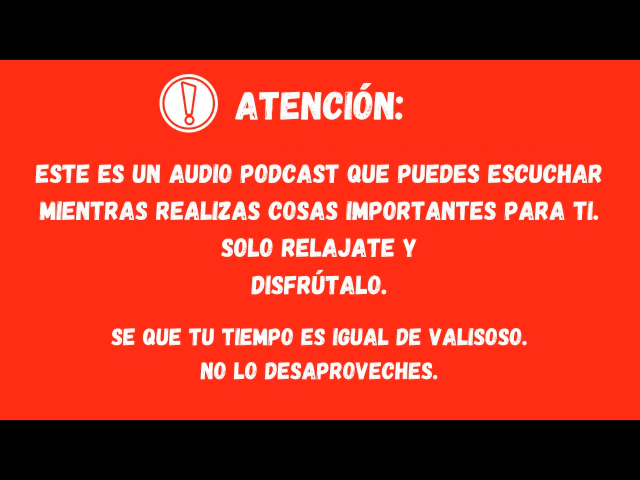 ATENCIÓN:
ESTE ES UN AUDIO PODCAST QUE PUEDES ESCUCHAR
MIENTRAS REALIZAS COSAS IMPORTANTES PARA TI.
SOLO RELAJATE Y
DISFRÚTALO.
SE QUE TU TIEMPO ES IGUAL DE VALISOSO.
NO LO DESAPROVECHES.